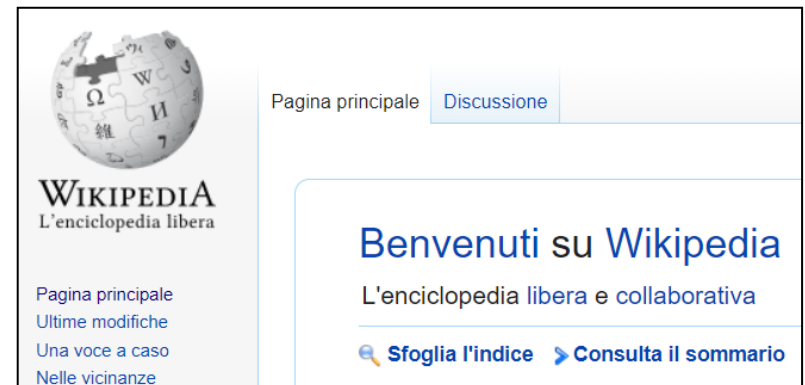 WIKIPEDIA
L'enciclopedia libera
Pagina principale
Ultime modifiche
Una voce a caso
Nelle vicinanze
Pagina principale Discussione
Benvenuti su Wikipedia
L'enciclopedia libera e collaborativa
Sfoglia l'indice Consulta il sommario